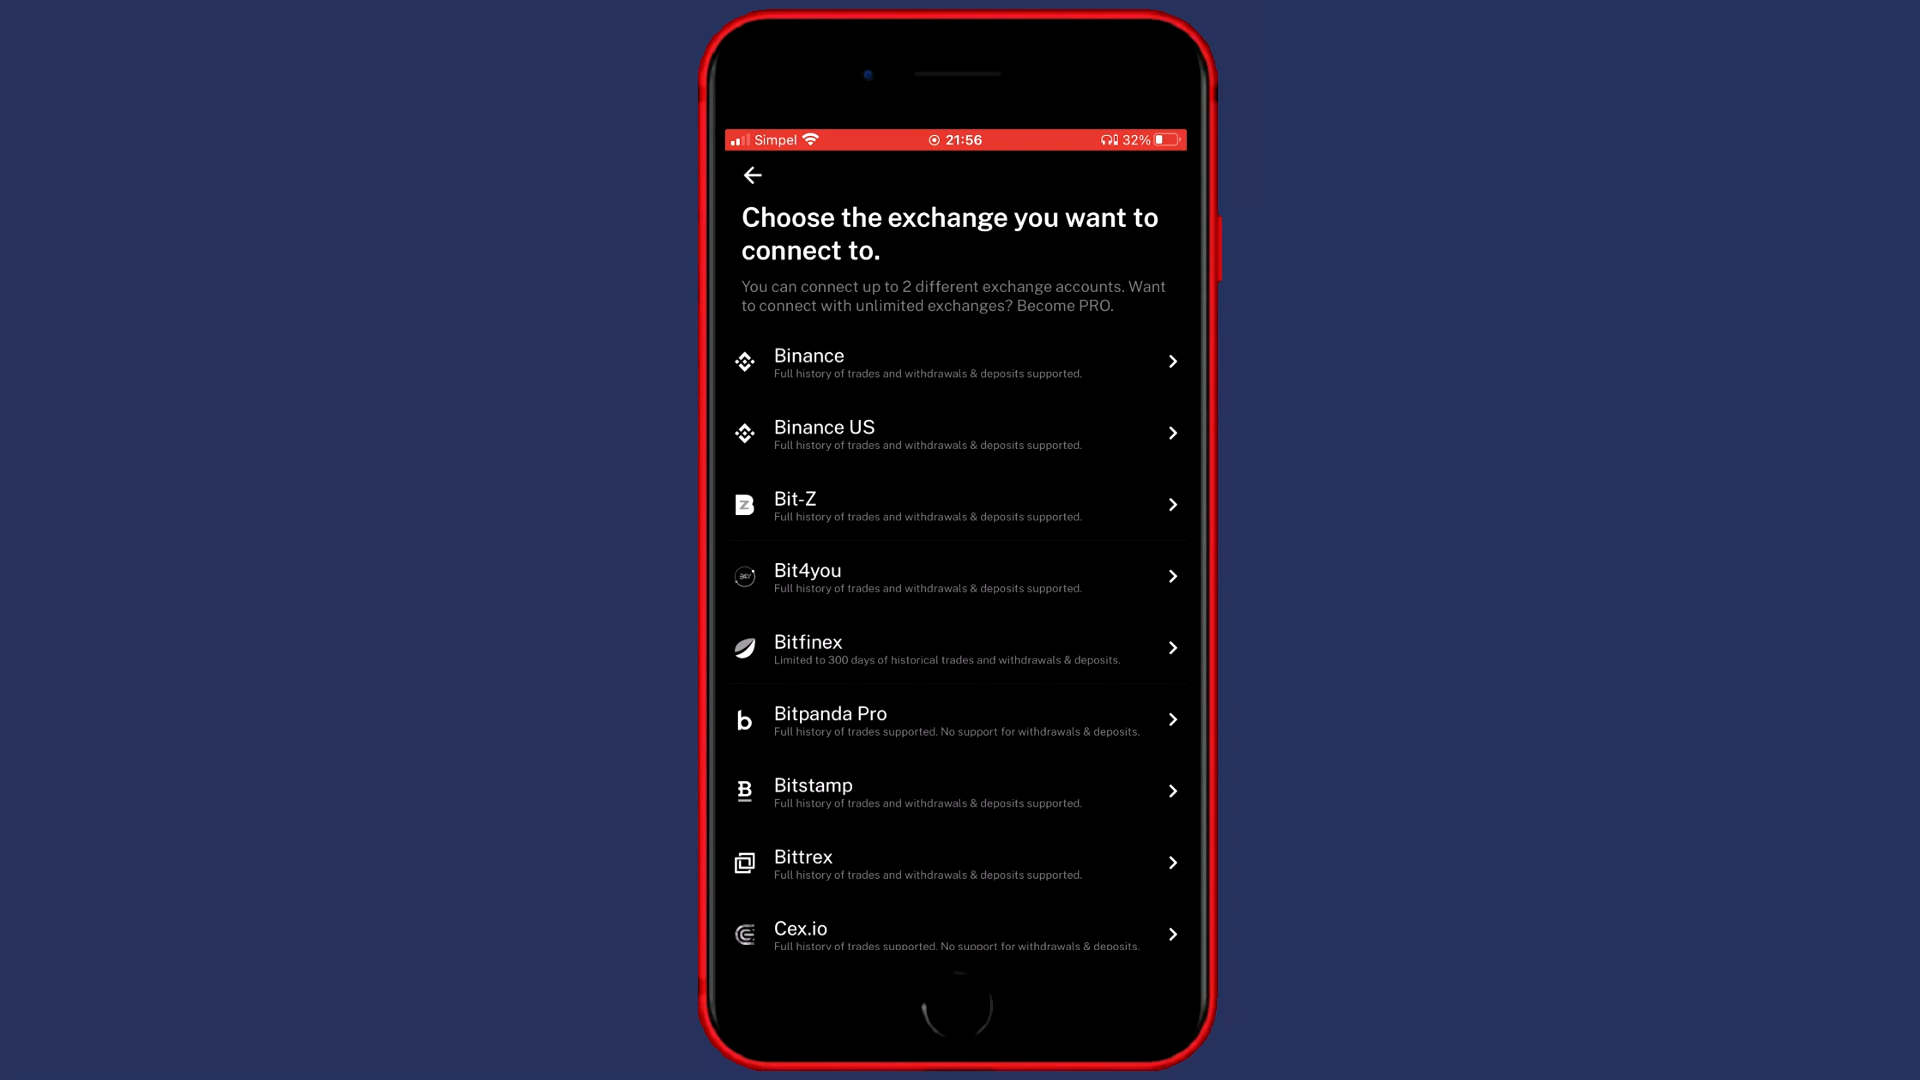 Simpel 21:56 32%
Choose the exchange you want to
connect to.
You can connect up to 2 different exchange accounts. Want
to connect with unlimited exchanges? Become PRO.
Binance
Full history of trades and withdrawals & deposits supported.
Binance US
Full history of trades and withdrawals & deposits supported.
Bit-Z
Full history of trades and withdrawals & deposits supported.
Bit4you
Full history of trades and withdrawals & deposits supported.
Bitfinex
Limited to 300 days of historical trades and withdrawals & deposits.
Bitpanda Pro
Full history of trades supported. No support for withdrawals & deposits.
Bitstamp
Full history of trades and withdrawals & deposits supported.
Bittrex
Full history of trades and withdrawals & deposits supported.
Cex.io
Full history of trades supported. No support for withdrawals & deposits.